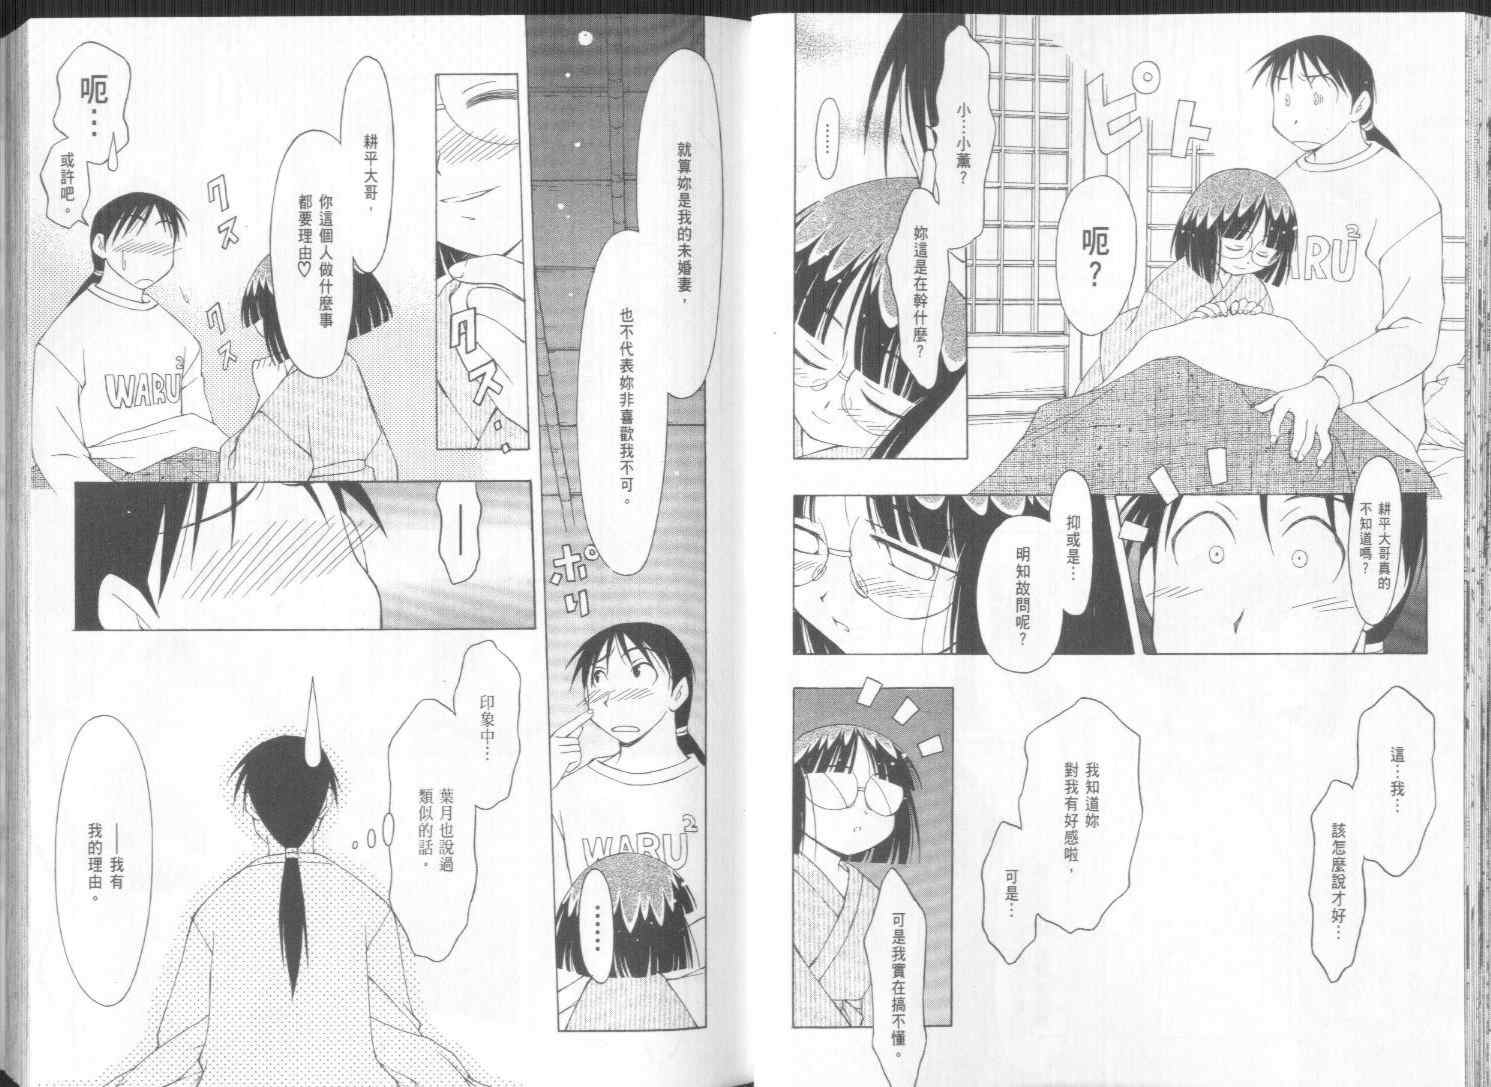 ピト
WARU²
呃?
小…小薰?
妳這是在幹什麼?
……
耕平大哥真的
不知道嗎?
抑或是…
明知故問呢?
這…我…
該怎麼說才好…
我知道妳
對我有好感啦,
可是…
可是我實在搞不懂。
就算妳是我的未婚妻,
也不代表妳非喜歡我不可。
ポリ
WARU²
……
クス…
耕平大哥,
你這個人做什麼事
都要理由♡
クス
クス
呃…
或許吧。
WARU²
——
印象中…
葉月也說過
類似的話。
——我有
我的理由。